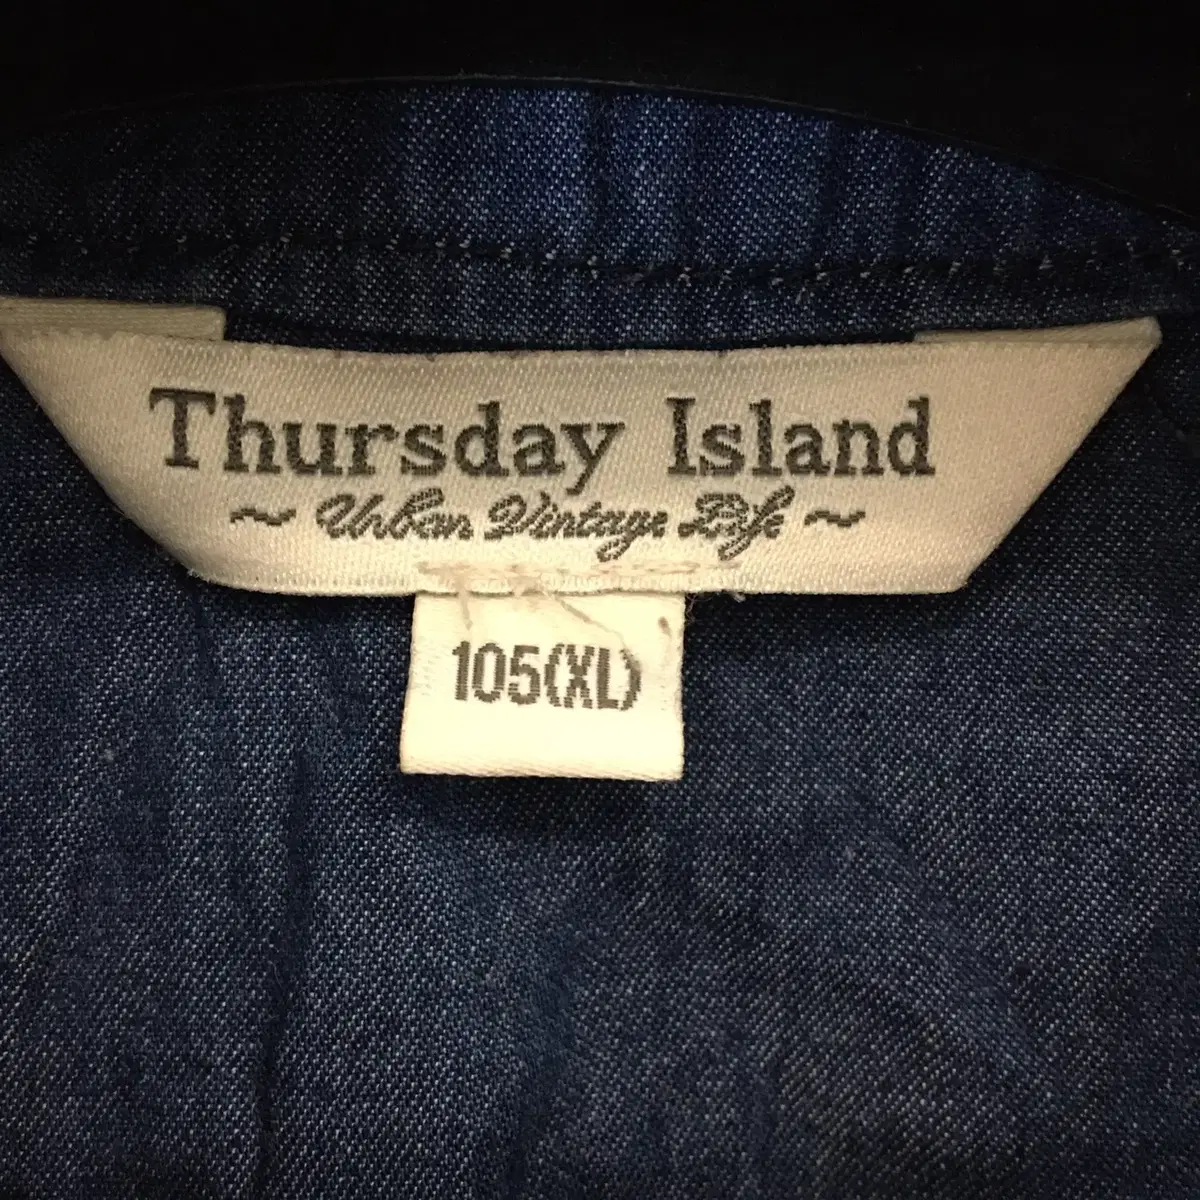 Thursday Island
~ Urban Vintage Life ~
105(XL)